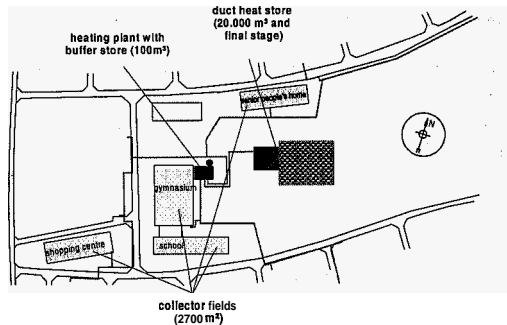 duct heat store
(20.000 m³ and
final stage)
heating plant with
buffer store (100m³)
senior people's home
N
gymnasium
school
shopping centre
collector fields
(2700 m²)